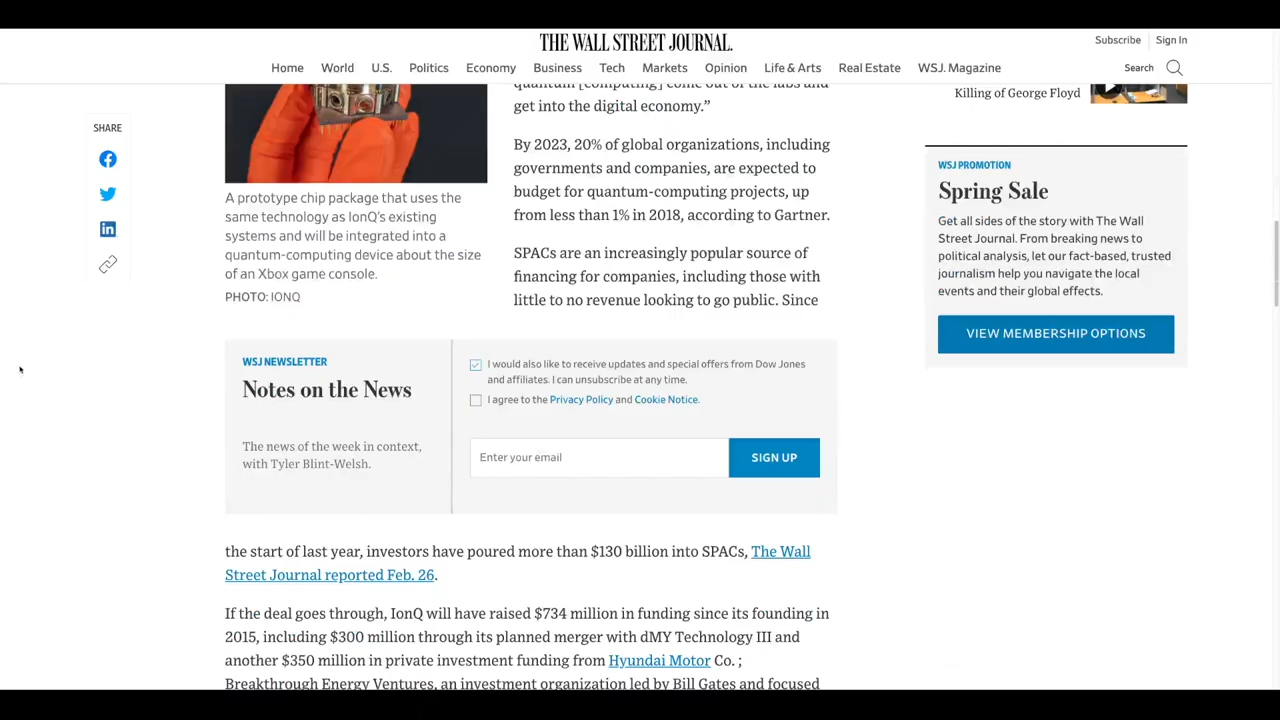 THE WALL STREET JOURNAL.
Subscribe
Sign In
Home
World
U.S.
Politics
Economy
Business
Tech
Markets
Opinion
Life & Arts
Real Estate
WSJ. Magazine
Search
SHARE
A prototype chip package that uses the
same technology as IonQ's existing
systems and will be integrated into a
quantum-computing device about the size
of an Xbox game console.
PHOTO: IONQ
quantum [computing] come out of the labs and
get into the digital economy.”
By 2023, 20% of global organizations, including
governments and companies, are expected to
budget for quantum-computing projects, up
from less than 1% in 2018, according to Gartner.
SPACs are an increasingly popular source of
financing for companies, including those with
little to no revenue looking to go public. Since
WSJ NEWSLETTER
Notes on the News
The news of the week in context,
with Tyler Blint-Welsh.
I would also like to receive updates and special offers from Dow Jones
and affiliates. I can unsubscribe at any time.
I agree to the Privacy Policy and Cookie Notice.
Enter your email
SIGN UP
the start of last year, investors have poured more than $130 billion into SPACs, The Wall
Street Journal reported Feb. 26.
If the deal goes through, IonQ will have raised $734 million in funding since its founding in
2015, including $300 million through its planned merger with dMY Technology III and
another $350 million in private investment funding from Hyundai Motor Co. ;
Breakthrough Energy Ventures, an investment organization led by Bill Gates and focused
Killing of George Floyd
WSJ PROMOTION
Spring Sale
Get all sides of the story with The Wall
Street Journal. From breaking news to
political analysis, let our fact-based, trusted
journalism help you navigate the local
events and their global effects.
VIEW MEMBERSHIP OPTIONS